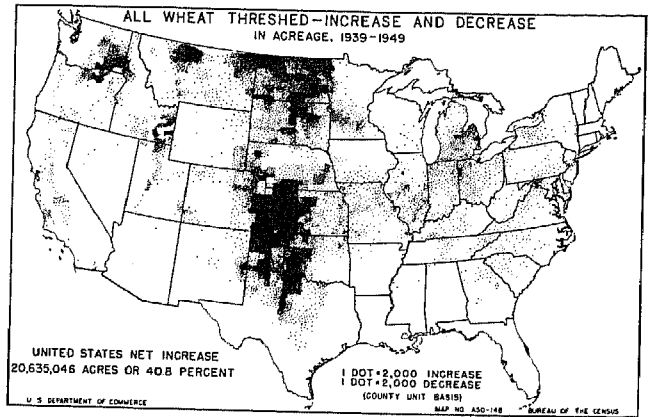 ALL WHEAT THRESHED—INCREASE AND DECREASE
IN ACREAGE, 1939-1949
UNITED STATES NET INCREASE
20,635,046 ACRES OR 40.8 PERCENT
1 DOT=2,000 INCREASE
1 DOT=2,000 DECREASE
(COUNTY UNIT BASIS)
U S DEPARTMENT OF COMMERCE
MAP NO A50-148
BUREAU OF THE CENSUS